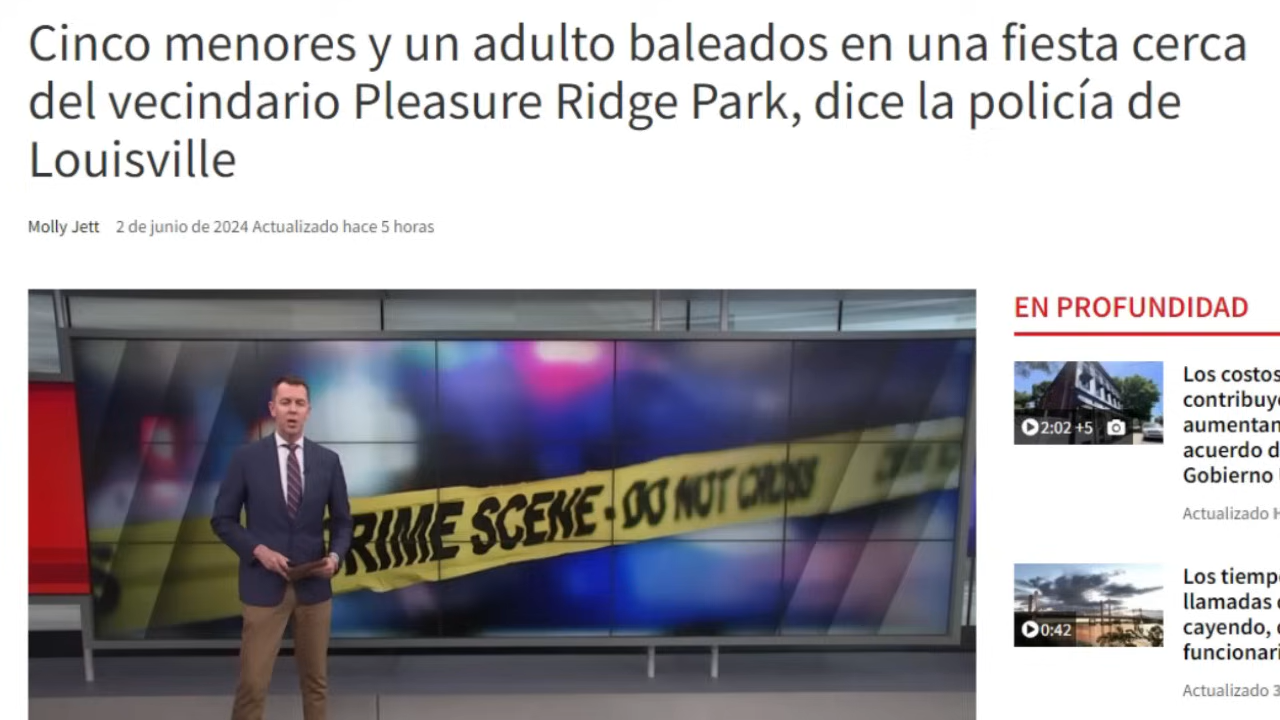 Cinco menores y un adulto baleados en una fiesta cerca
del vecindario Pleasure Ridge Park, dice la policía de
Louisville
Molly Jett 2 de junio de 2024 Actualizado hace 5 horas
CRIME SCENE · DO NOT CROSS
EN PROFUNDIDAD
2:02 +5
Los costos
contribuy
aumentan
acuerdo d
Gobierno
Actualizado H
0:42
Los tiemp
llamadas
cayendo,
funcionari
Actualizado 3